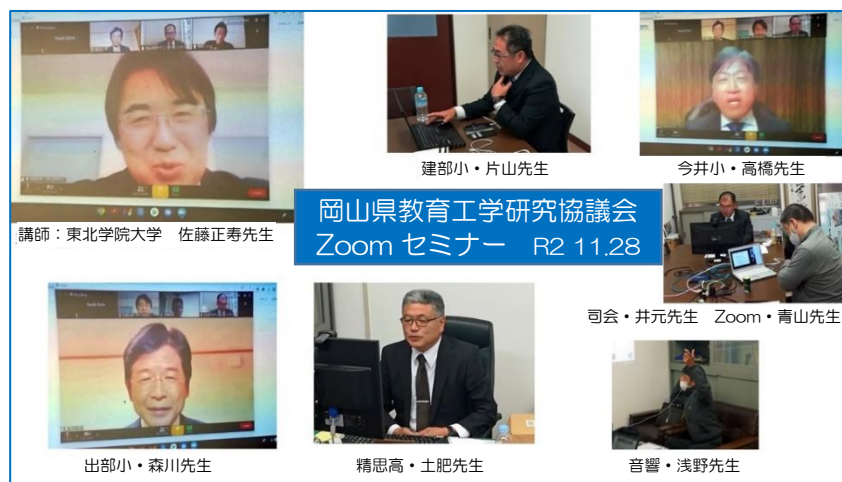 講師：東北学院大学　佐藤正寿先生
建部小・片山先生
今井小・高橋先生
岡山県教育工学研究協議会
Zoom セミナー　R2 11.28
司会・井元先生　Zoom・青山先生
出部小・森川先生
精思高・土肥先生
音響・浅野先生